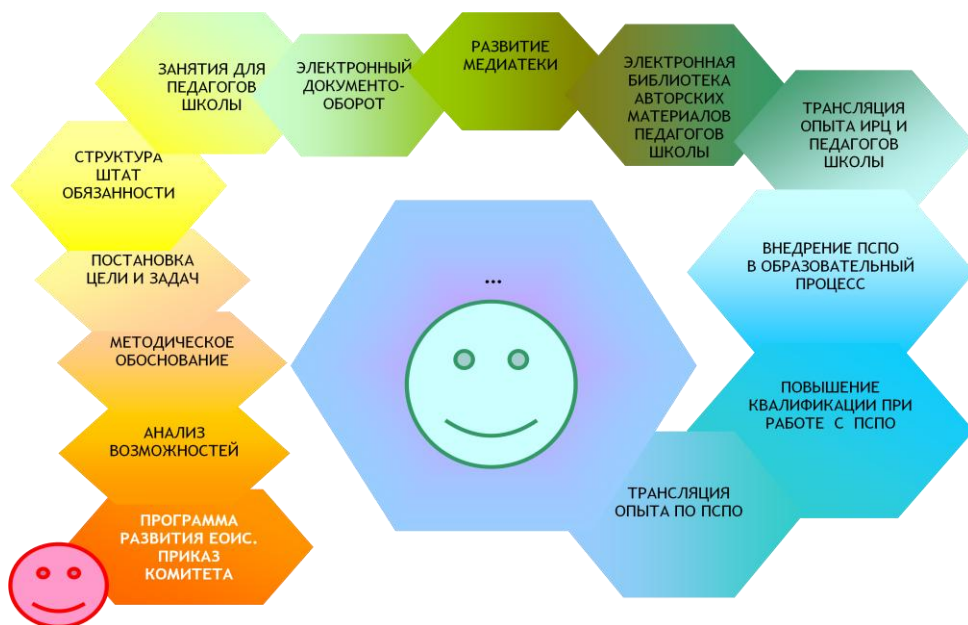 ЗАНЯТИЯ ДЛЯ
ПЕДАГОГОВ
ШКОЛЫ
ЭЛЕКТРОННЫЙ
ДОКУМЕНТО-
ОБОРОТ
РАЗВИТИЕ
МЕДИАТЕКИ
ЭЛЕКТРОННАЯ
БИБЛИОТЕКА
АВТОРСКИХ
МАТЕРИАЛОВ
ПЕДАГОГОВ
ШКОЛЫ
ТРАНСЛЯЦИЯ
ОПЫТА ИРЦ И
ПЕДАГОГОВ
ШКОЛЫ
СТРУКТУРА
ШТАТ
ОБЯЗАННОСТИ
ПОСТАНОВКА
ЦЕЛИ И ЗАДАЧ
...
ВНЕДРЕНИЕ ПСПО
В ОБРАЗОВАТЕЛЬНЫЙ
ПРОЦЕСС
МЕТОДИЧЕСКОЕ
ОБОСНОВАНИЕ
ПОВЫШЕНИЕ
КВАЛИФИКАЦИИ ПРИ
РАБОТЕ С ПСПО
АНАЛИЗ
ВОЗМОЖНОСТЕЙ
ТРАНСЛЯЦИЯ
ОПЫТА ПО ПСПО
ПРОГРАММА
РАЗВИТИЯ ЕОИС.
ПРИКАЗ
КОМИТЕТА